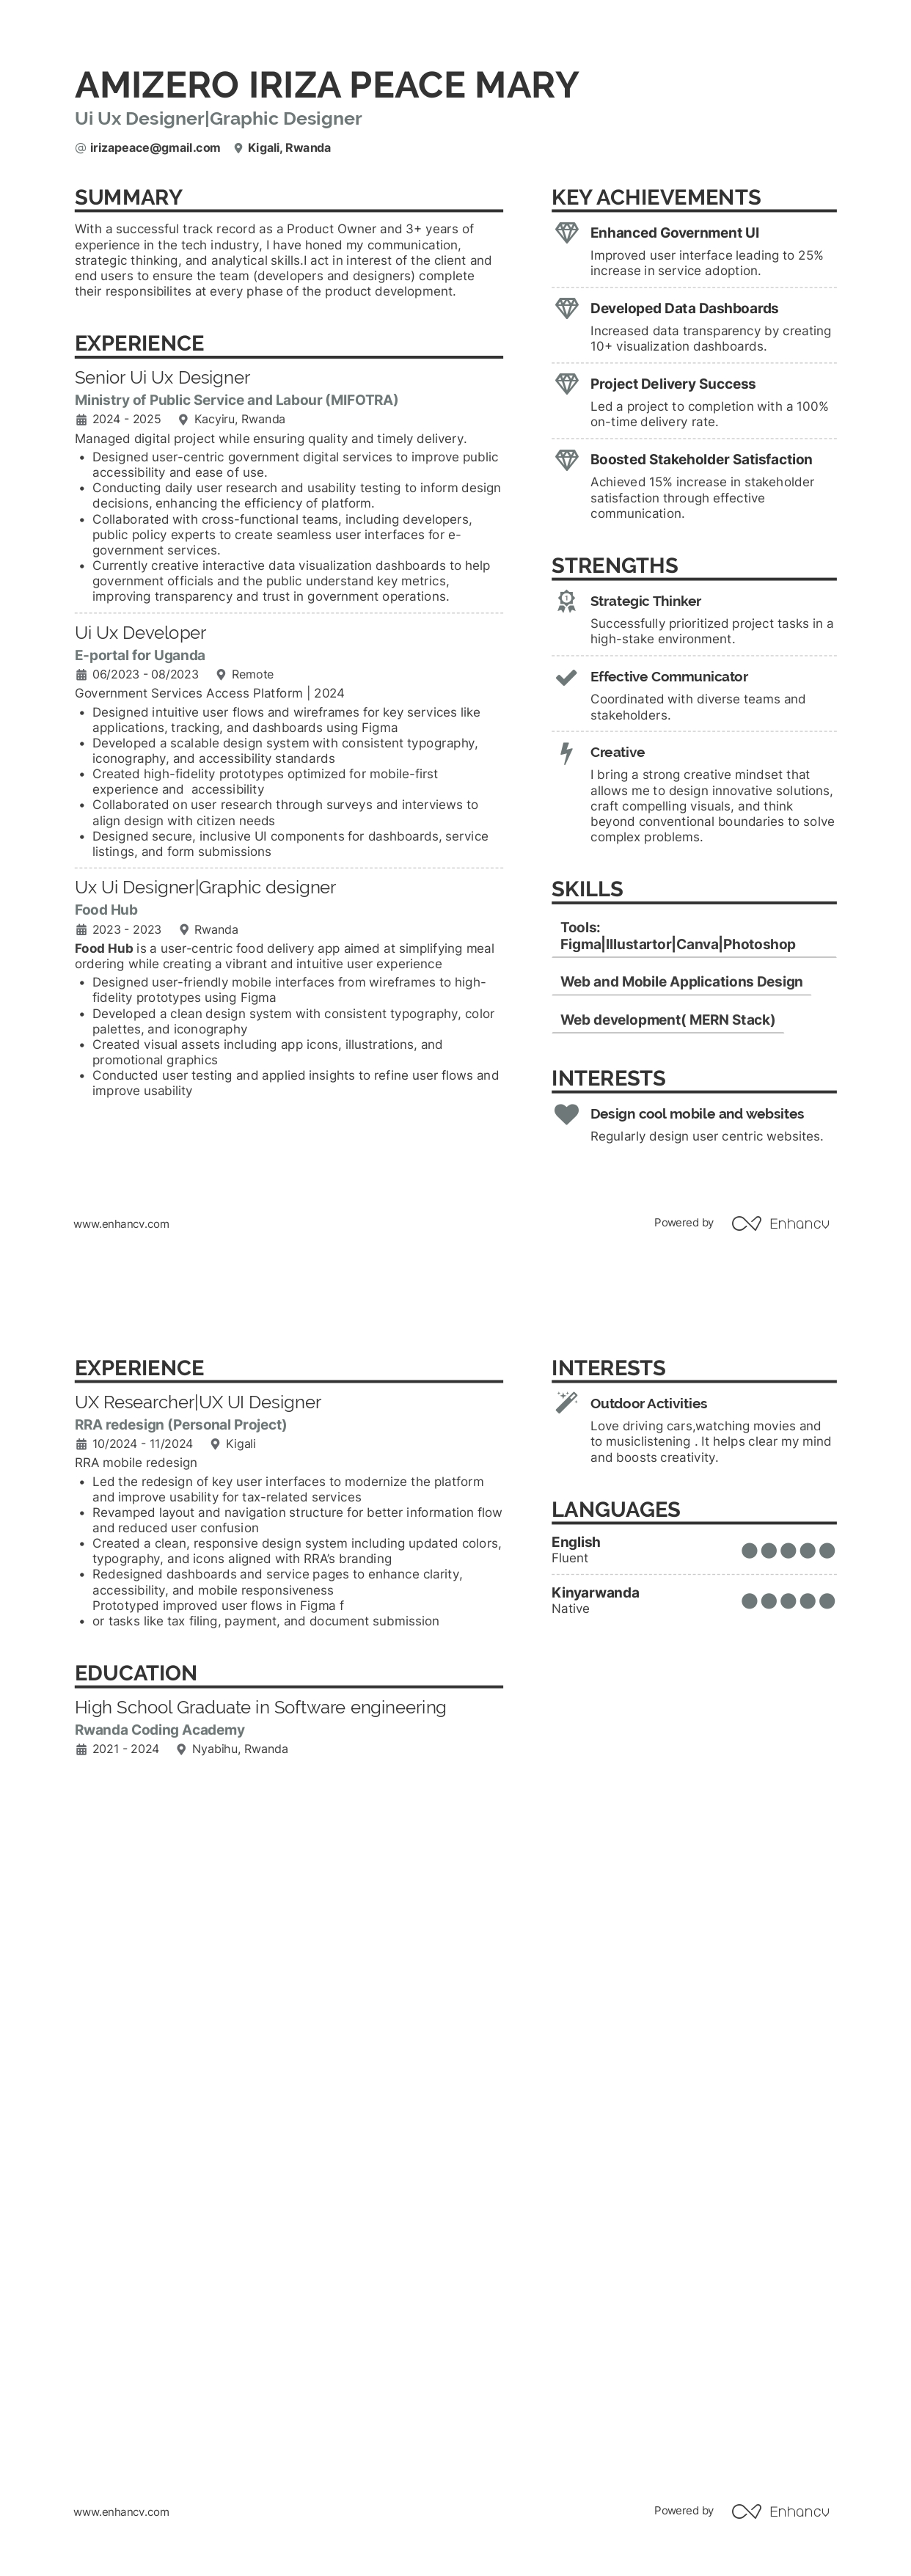 AMIZERO IRIZA PEACE MARY
Ui Ux Designer|Graphic Designer
@ irizapeace@gmail.com Kigali, Rwanda
SUMMARY
With a successful track record as a Product Owner and 3+ years of
experience in the tech industry, I have honed my communication,
strategic thinking, and analytical skills.I act in interest of the client and
end users to ensure the team (developers and designers) complete
their responsibilites at every phase of the product development.
EXPERIENCE
Senior Ui Ux Designer
Ministry of Public Service and Labour (MIFOTRA)
2024 - 2025 Kacyiru, Rwanda
Managed digital project while ensuring quality and timely delivery.
• Designed user-centric government digital services to improve public
accessibility and ease of use.
• Conducting daily user research and usability testing to inform design
decisions, enhancing the efficiency of platform.
• Collaborated with cross-functional teams, including developers,
public policy experts to create seamless user interfaces for e-
government services.
• Currently creative interactive data visualization dashboards to help
government officials and the public understand key metrics,
improving transparency and trust in government operations.
Ui Ux Developer
E-portal for Uganda
06/2023 - 08/2023 Remote
Government Services Access Platform | 2024
• Designed intuitive user flows and wireframes for key services like
applications, tracking, and dashboards using Figma
• Developed a scalable design system with consistent typography,
iconography, and accessibility standards
• Created high-fidelity prototypes optimized for mobile-first
experience and accessibility
• Collaborated on user research through surveys and interviews to
align design with citizen needs
• Designed secure, inclusive UI components for dashboards, service
listings, and form submissions
Ux Ui Designer|Graphic designer
Food Hub
2023 - 2023 Rwanda
Food Hub is a user-centric food delivery app aimed at simplifying meal
ordering while creating a vibrant and intuitive user experience
• Designed user-friendly mobile interfaces from wireframes to high-
fidelity prototypes using Figma
• Developed a clean design system with consistent typography, color
palettes, and iconography
• Created visual assets including app icons, illustrations, and
promotional graphics
• Conducted user testing and applied insights to refine user flows and
improve usability
KEY ACHIEVEMENTS
Enhanced Government UI
Improved user interface leading to 25%
increase in service adoption.
Developed Data Dashboards
Increased data transparency by creating
10+ visualization dashboards.
Project Delivery Success
Led a project to completion with a 100%
on-time delivery rate.
Boosted Stakeholder Satisfaction
Achieved 15% increase in stakeholder
satisfaction through effective
communication.
STRENGTHS
Strategic Thinker
Successfully prioritized project tasks in a
high-stake environment.
Effective Communicator
Coordinated with diverse teams and
stakeholders.
Creative
I bring a strong creative mindset that
allows me to design innovative solutions,
craft compelling visuals, and think
beyond conventional boundaries to solve
complex problems.
SKILLS
Tools:
Figma|Illustartor|Canva|Photoshop
Web and Mobile Applications Design
Web development( MERN Stack)
INTERESTS
Design cool mobile and websites
Regularly design user centric websites.
www.enhancv.com
Powered by Enhancv
EXPERIENCE
UX Researcher|UX UI Designer
RRA redesign (Personal Project)
10/2024 - 11/2024 Kigali
RRA mobile redesign
• Led the redesign of key user interfaces to modernize the platform
and improve usability for tax-related services
• Revamped layout and navigation structure for better information flow
and reduced user confusion
• Created a clean, responsive design system including updated colors,
typography, and icons aligned with RRA’s branding
• Redesigned dashboards and service pages to enhance clarity,
accessibility, and mobile responsiveness
Prototyped improved user flows in Figma f
• or tasks like tax filing, payment, and document submission
EDUCATION
High School Graduate in Software engineering
Rwanda Coding Academy
2021 - 2024 Nyabihu, Rwanda
INTERESTS
Outdoor Activities
Love driving cars,watching movies and
to musiclistening . It helps clear my mind
and boosts creativity.
LANGUAGES
English
Fluent
Kinyarwanda
Native
www.enhancv.com
Powered by Enhancv